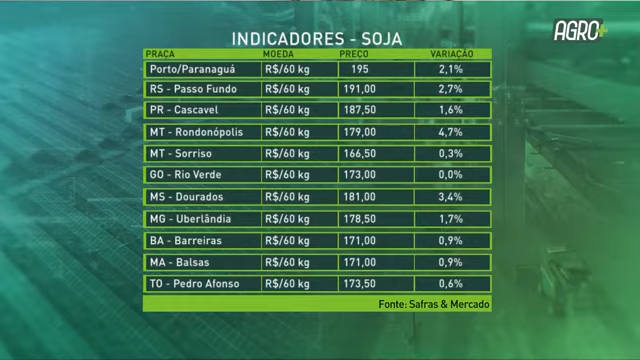 AGRO+
INDICADORES - SOJA
PRAÇA MOEDA PREÇO VARIAÇÃO
Porto/Paranaguá R$/60 kg 195 2,1%
RS - Passo Fundo R$/60 kg 191,00 2,7%
PR - Cascavel R$/60 kg 187,50 1,6%
MT - Rondonópolis R$/60 kg 179,00 4,7%
MT - Sorriso R$/60 kg 166,50 0,3%
GO - Rio Verde R$/60 kg 173,00 0,0%
MS - Dourados R$/60 kg 181,00 3,4%
MG - Uberlândia R$/60 kg 178,50 1,7%
BA - Barreiras R$/60 kg 171,00 0,9%
MA - Balsas R$/60 kg 171,00 0,9%
TO - Pedro Afonso R$/60 kg 173,50 0,6%
Fonte: Safras & Mercado